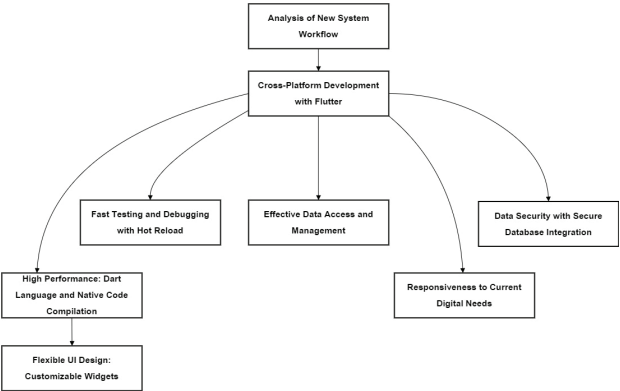 Analysis of New System
Workflow
Cross-Platform Development
with Flutter
Fast Testing and Debugging
with Hot Reload
Effective Data Access and
Management
Data Security with Secure
Database Integration
High Performance: Dart
Language and Native Code
Compilation
Responsiveness to Current
Digital Needs
Flexible UI Design:
Customizable Widgets